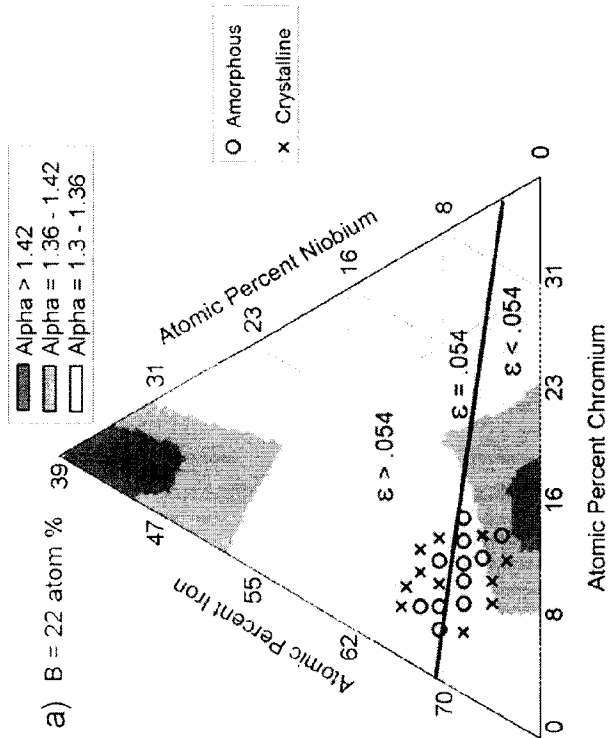 a) B = 22 atom %
Alpha > 1.42
Alpha = 1.36 - 1.42
Alpha = 1.3 - 1.36
O Amorphous
x Crystalline
39
47
55
62
70
Atomic Percent Iron
31
23
16
8
0
Atomic Percent Niobium
ε > .054
ε = .054
ε < .054
0
8
16
23
31
Atomic Percent Chromium